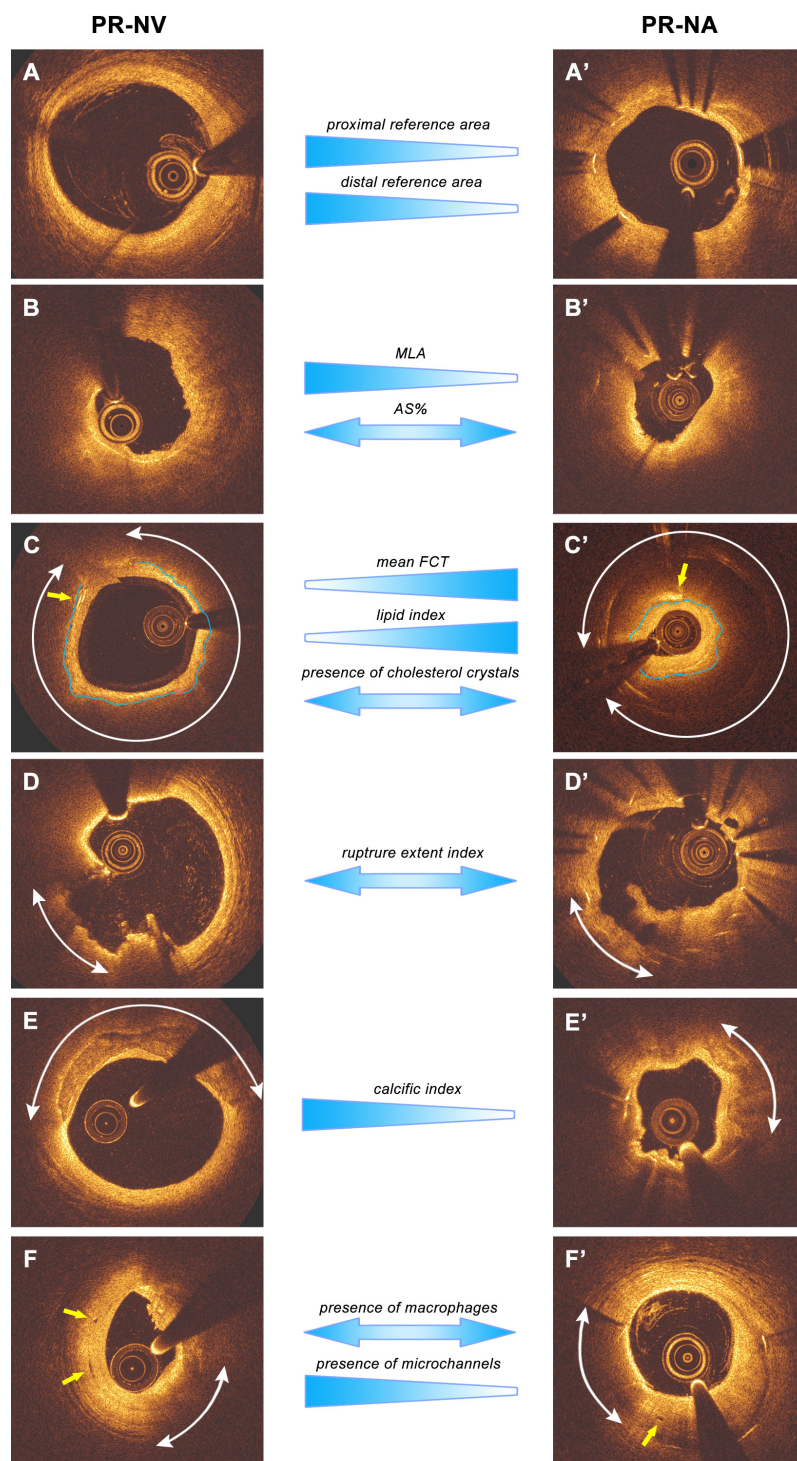 PR-NV
PR-NA
A
A'
proximal reference area
distal reference area
B
B'
MLA
AS%
C
C'
mean FCT
lipid index
presence of cholesterol crystals
D
D'
ruptrure extent index
E
E'
calcific index
F
F'
presence of macrophages
presence of microchannels